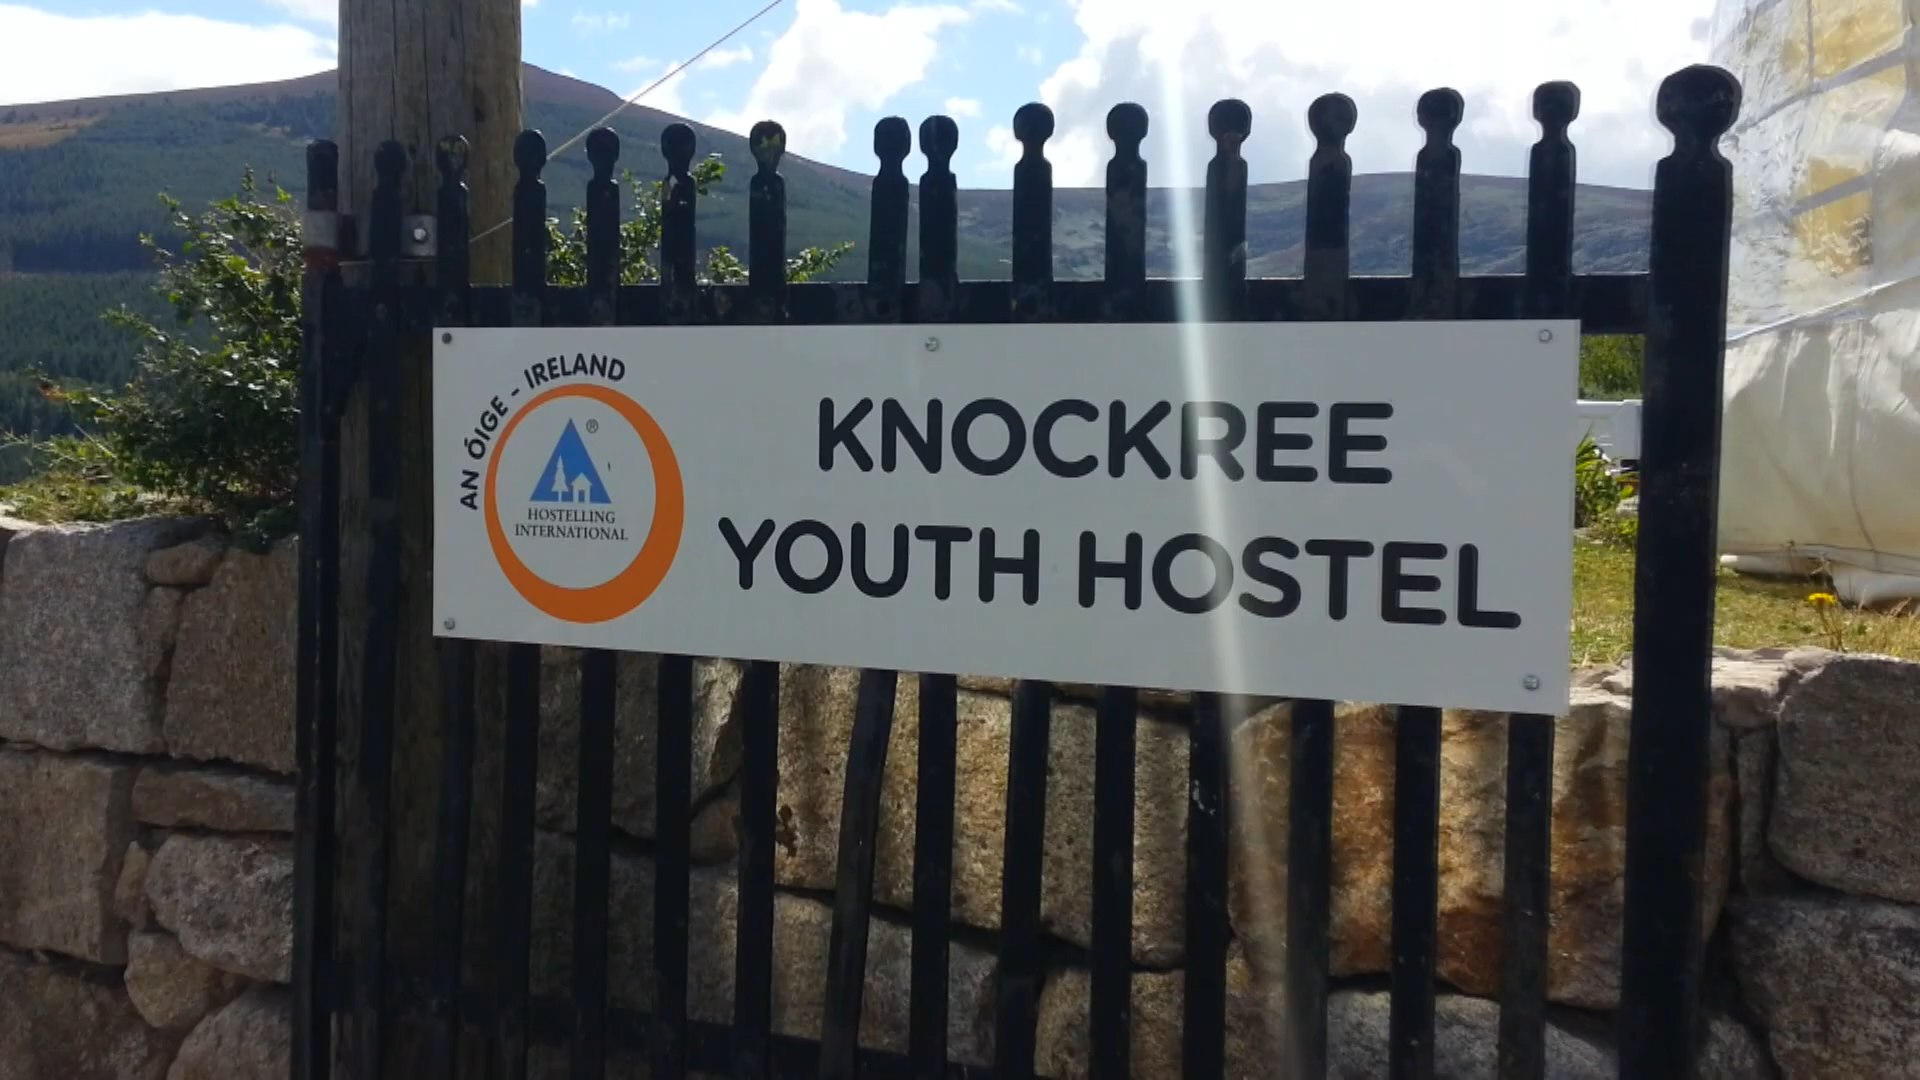 AN ÓIGE - IRELAND
®
HOSTELLING
INTERNATIONAL
KNOCKREE
YOUTH HOSTEL